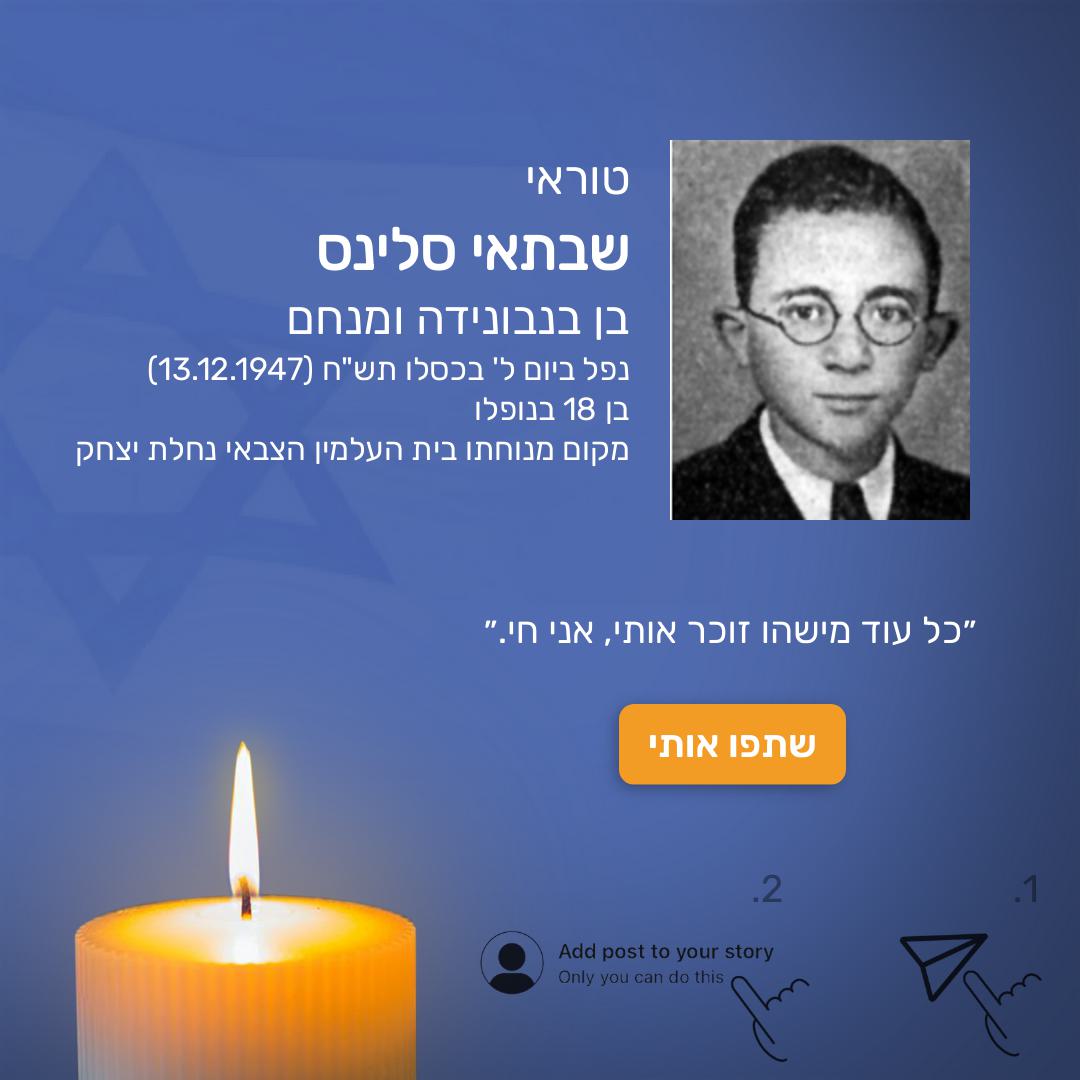 טוראי
שבתאי סלינס
בן בנבונידה ומנחם
נפל ביום ל' בכסלו תש"ח (13.12.1947)
בן 18 בנופלו
מקום מנוחתו בית העלמין הצבאי נחלת יצחק
״כל עוד מישהו זוכר אותי, אני חי.״
שתפו אותי
.1
.2
Add post to your story
Only you can do this